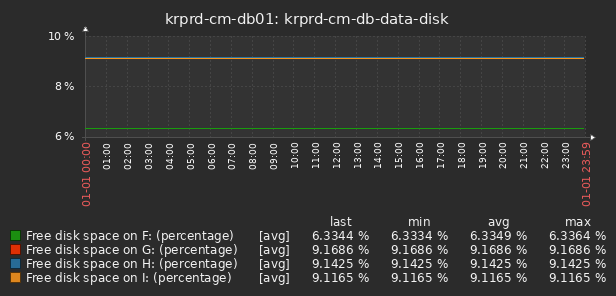 krprd-cm-db01: krprd-cm-db-data-disk
10 %
8 %
6 %
01-01 00:00 01:00 02:00 03:00 04:00 05:00 06:00 07:00 08:00 09:00 10:00 11:00 12:00 13:00 14:00 15:00 16:00 17:00 18:00 19:00 20:00 21:00 22:00 23:00 01-01 23:59
last min avg max
Free disk space on F: (percentage) [avg] 6.3344 % 6.3334 % 6.3349 % 6.3364 %
Free disk space on G: (percentage) [avg] 9.1686 % 9.1686 % 9.1686 % 9.1686 %
Free disk space on H: (percentage) [avg] 9.1425 % 9.1425 % 9.1425 % 9.1425 %
Free disk space on I: (percentage) [avg] 9.1165 % 9.1165 % 9.1165 % 9.1165 %